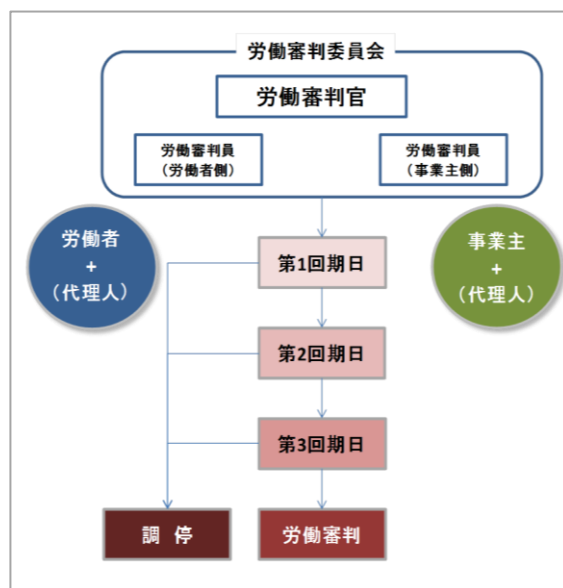 労働審判委員会
労働審判官
労働審判員
（労働者側）
労働審判員
（事業主側）
労働者
+
（代理人）
事業主
+
（代理人）
第1回期日
第2回期日
第3回期日
調 停
労働審判